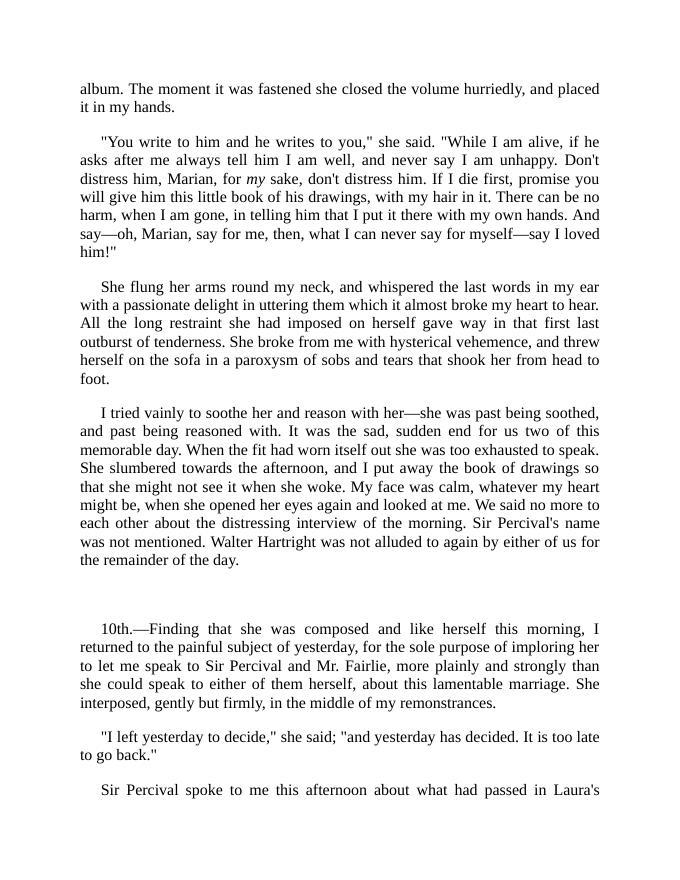 album. The moment it was fastened she closed the volume hurriedly, and placed
it in my hands.
"You write to him and he writes to you," she said. "While I am alive, if he
asks after me always tell him I am well, and never say I am unhappy. Don't
distress him, Marian, for my sake, don't distress him. If I die first, promise you
will give him this little book of his drawings, with my hair in it. There can be no
harm, when I am gone, in telling him that I put it there with my own hands. And
say—oh, Marian, say for me, then, what I can never say for myself—say I loved
him!"
She flung her arms round my neck, and whispered the last words in my ear
with a passionate delight in uttering them which it almost broke my heart to hear.
All the long restraint she had imposed on herself gave way in that first last
outburst of tenderness. She broke from me with hysterical vehemence, and threw
herself on the sofa in a paroxysm of sobs and tears that shook her from head to
foot.
I tried vainly to soothe her and reason with her—she was past being soothed,
and past being reasoned with. It was the sad, sudden end for us two of this
memorable day. When the fit had worn itself out she was too exhausted to speak.
She slumbered towards the afternoon, and I put away the book of drawings so
that she might not see it when she woke. My face was calm, whatever my heart
might be, when she opened her eyes again and looked at me. We said no more to
each other about the distressing interview of the morning. Sir Percival's name
was not mentioned. Walter Hartright was not alluded to again by either of us for
the remainder of the day.
10th.—Finding that she was composed and like herself this morning, I
returned to the painful subject of yesterday, for the sole purpose of imploring her
to let me speak to Sir Percival and Mr. Fairlie, more plainly and strongly than
she could speak to either of them herself, about this lamentable marriage. She
interposed, gently but firmly, in the middle of my remonstrances.
"I left yesterday to decide," she said; "and yesterday has decided. It is too late
to go back."
Sir Percival spoke to me this afternoon about what had passed in Laura's